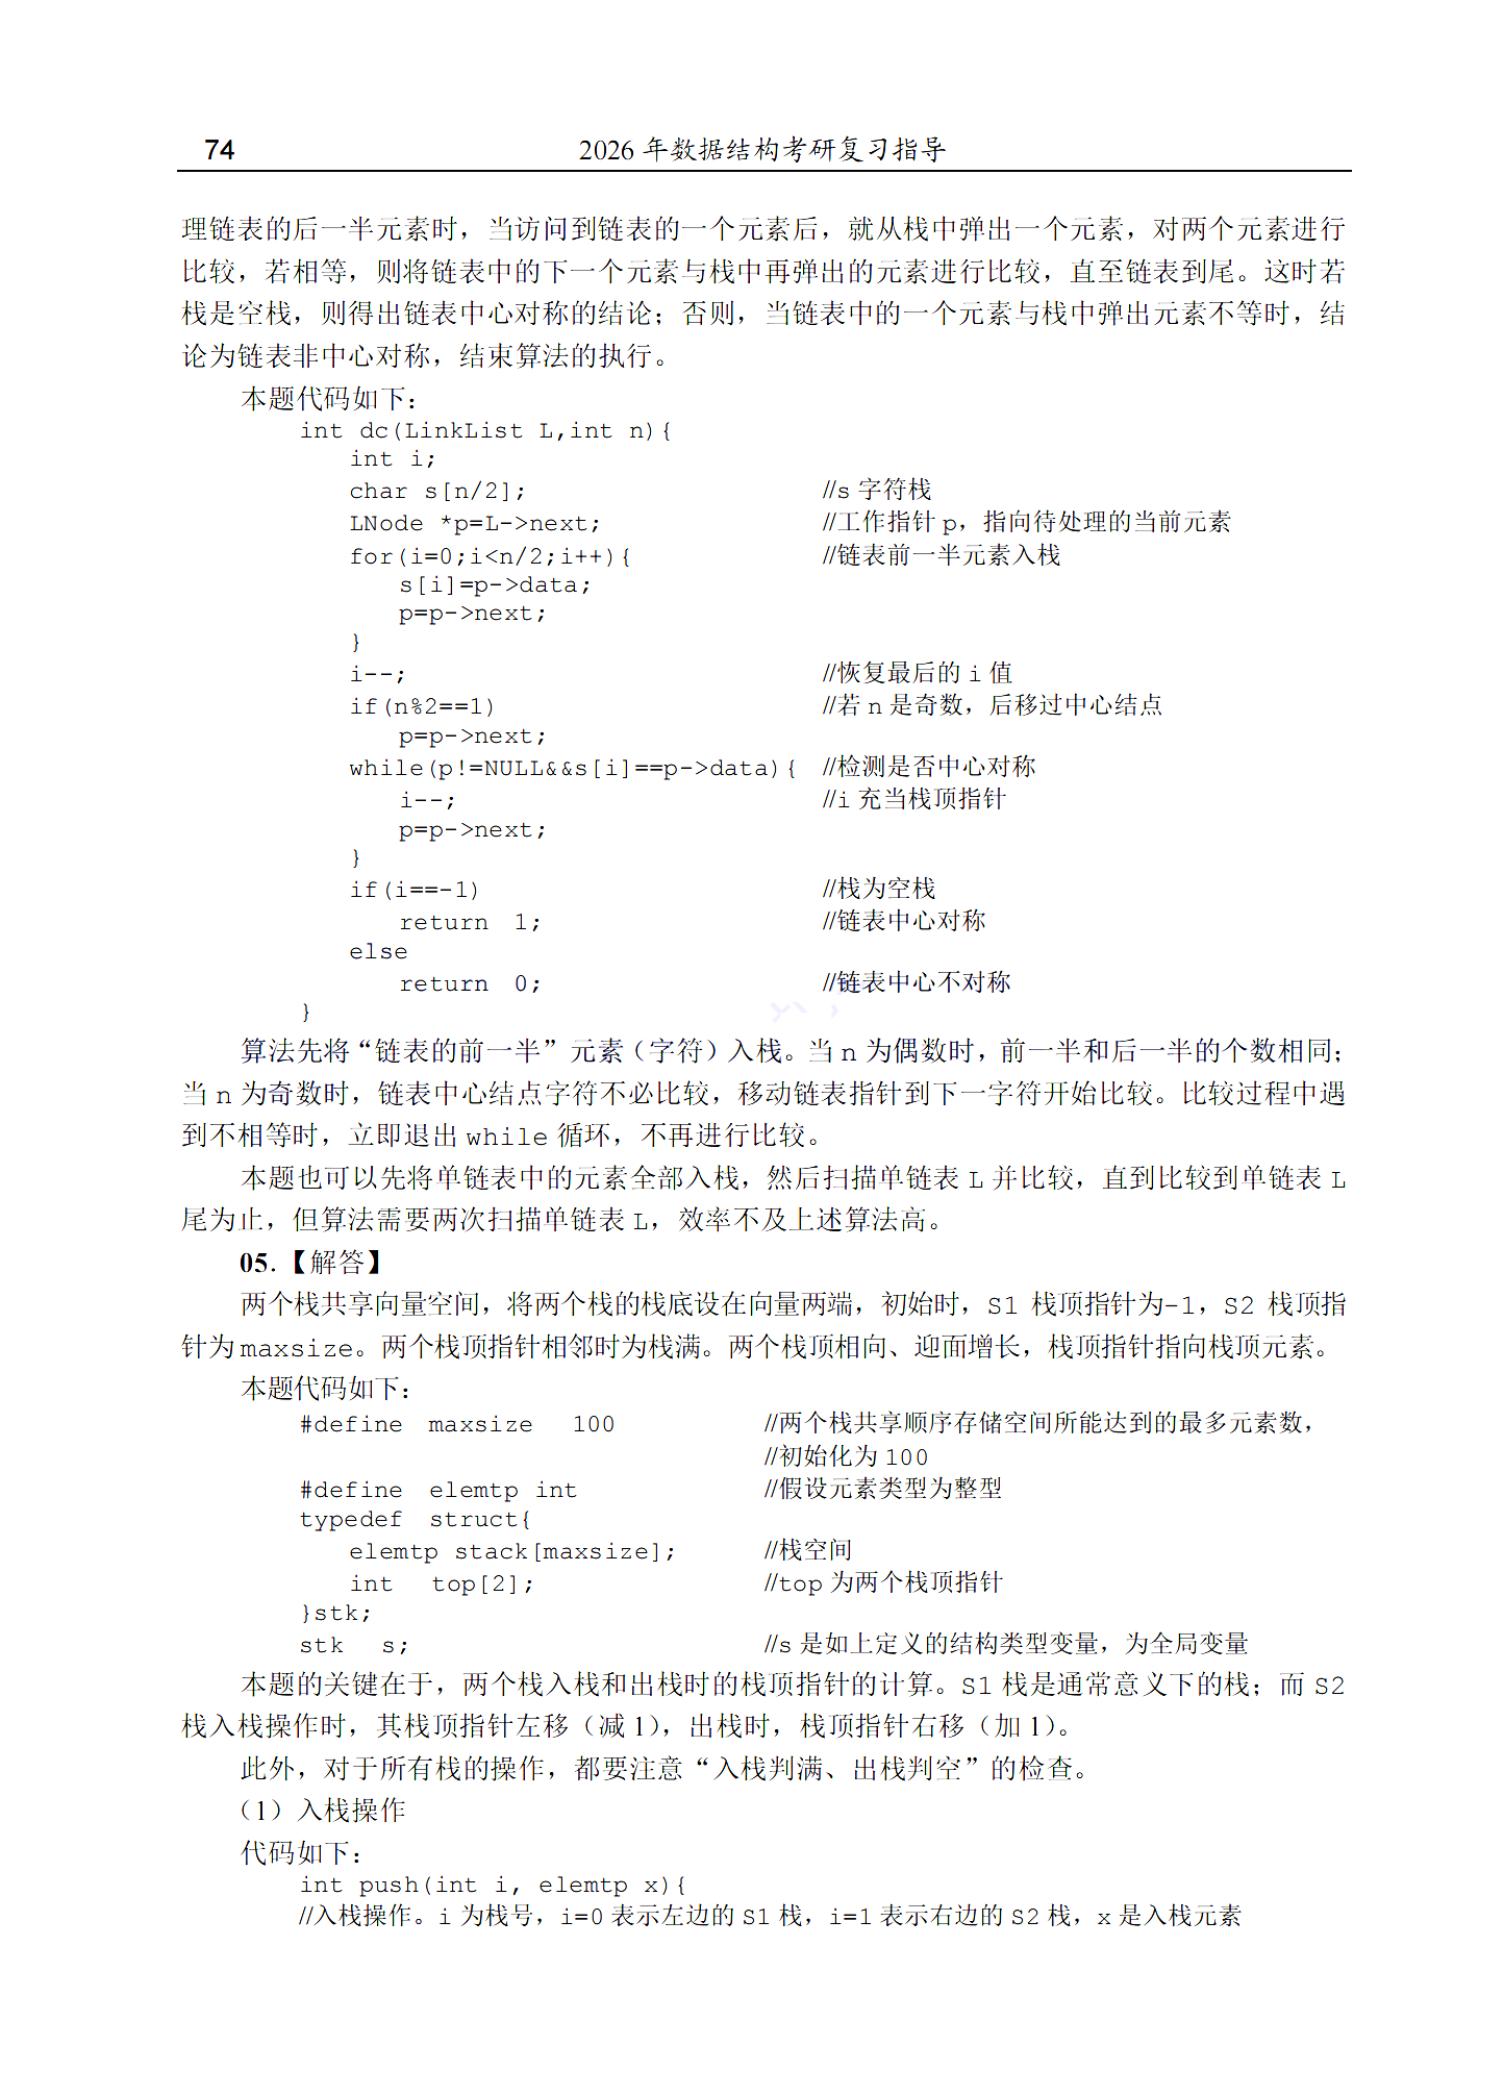 74
2026 年数据结构考研复习指导
理链表的后一半元素时，当访问到链表的一个元素后，就从栈中弹出一个元素，对两个元素进行
比较，若相等，则将链表中的下一个元素与栈中再弹出的元素进行比较，直至链表到尾。这时若
栈是空栈，则得出链表中心对称的结论；否则，当链表中的一个元素与栈中弹出元素不等时，结
论为链表非中心对称，结束算法的执行。
本题代码如下：
int dc(LinkList L,int n){
int i;
char s[n/2]; //s 字符栈
LNode *p=L->next; //工作指针 p，指向待处理的当前元素
for(i=0;i<n/2;i++){ //链表前一半元素入栈
s[i]=p->data;
p=p->next;
}
i--; //恢复最后的 i 值
if(n%2==1) //若 n 是奇数，后移过中心结点
p=p->next;
while(p!=NULL&&s[i]==p->data){ //检测是否中心对称
i--; //i 充当栈顶指针
p=p->next;
}
if(i==-1) //栈为空栈
return 1; //链表中心对称
else
return 0; //链表中心不对称
}
算法先将“链表的前一半”元素（字符）入栈。当 n 为偶数时，前一半和后一半的个数相同；
当 n 为奇数时，链表中心结点字符不必比较，移动链表指针到下一字符开始比较。比较过程中遇
到不相等时，立即退出 while 循环，不再进行比较。
本题也可以先将单链表中的元素全部入栈，然后扫描单链表 L 并比较，直到比较到单链表 L
尾为止，但算法需要两次扫描单链表 L，效率不及上述算法高。
05.【解答】
两个栈共享向量空间，将两个栈的栈底设在向量两端，初始时，S1 栈顶指针为-1，S2 栈顶指
针为 maxsize。两个栈顶指针相邻时为栈满。两个栈顶相向、迎面增长，栈顶指针指向栈顶元素。
本题代码如下：
#define maxsize 100 //两个栈共享顺序存储空间所能达到的最多元素数，
//初始化为 100
#define elemtp int //假设元素类型为整型
typedef struct{
elemtp stack[maxsize]; //栈空间
int top[2]; //top 为两个栈顶指针
}stk;
stk s; //s 是如上定义的结构类型变量，为全局变量
本题的关键在于，两个栈入栈和出栈时的栈顶指针的计算。S1 栈是通常意义下的栈；而 S2
栈入栈操作时，其栈顶指针左移（减 1），出栈时，栈顶指针右移（加 1）。
此外，对于所有栈的操作，都要注意“入栈判满、出栈判空”的检查。
（1）入栈操作
代码如下：
int push(int i, elemtp x){
//入栈操作。i 为栈号，i=0 表示左边的 S1 栈，i=1 表示右边的 S2 栈，x 是入栈元素